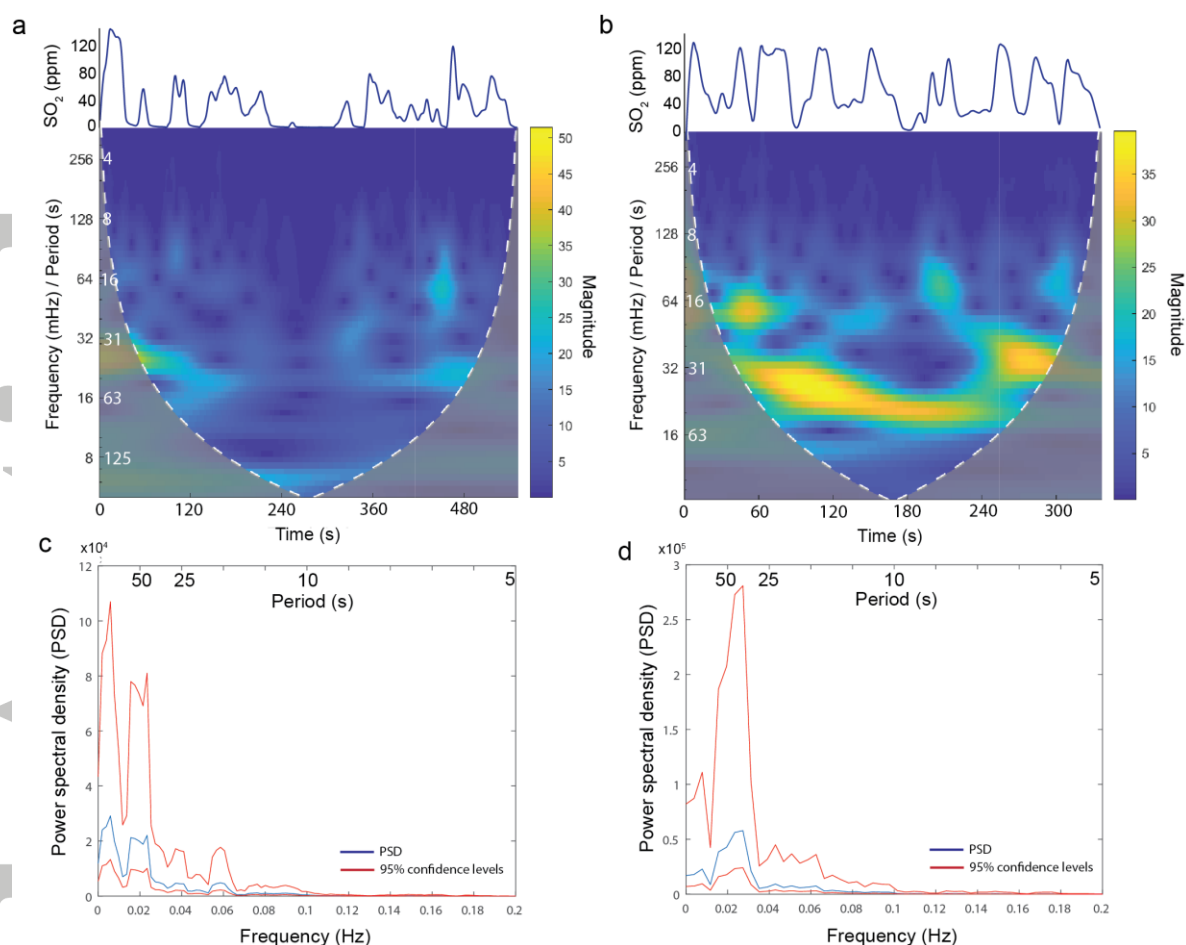 a
SO2 (ppm)
120
80
40
0
256
128
64
32
16
8
4
8
16
31
63
125
Frequency (mHz) / Period (s)
0
120
240
360
480
Time (s)
50
45
40
35
30
25
20
15
10
5
Magnitude
b
SO2 (ppm)
120
80
40
0
256
128
64
32
16
4
8
16
31
63
Frequency (mHz) / Period (s)
0
60
120
180
240
300
Time (s)
35
30
25
20
15
10
5
Magnitude
c
x10^4
12
10
8
6
4
2
0
Power spectral density (PSD)
50 25 10 5
Period (s)
PSD
95% confidence levels
0 0.02 0.04 0.06 0.08 0.1 0.12 0.14 0.16 0.18 0.2
Frequency (Hz)
d
x10^5
3
2.5
2
1.5
1
0.5
0
Power spectral density (PSD)
50 25 10 5
Period (s)
PSD
95% confidence levels
0 0.02 0.04 0.06 0.08 0.1 0.12 0.14 0.16 0.18 0.2
Frequency (Hz)